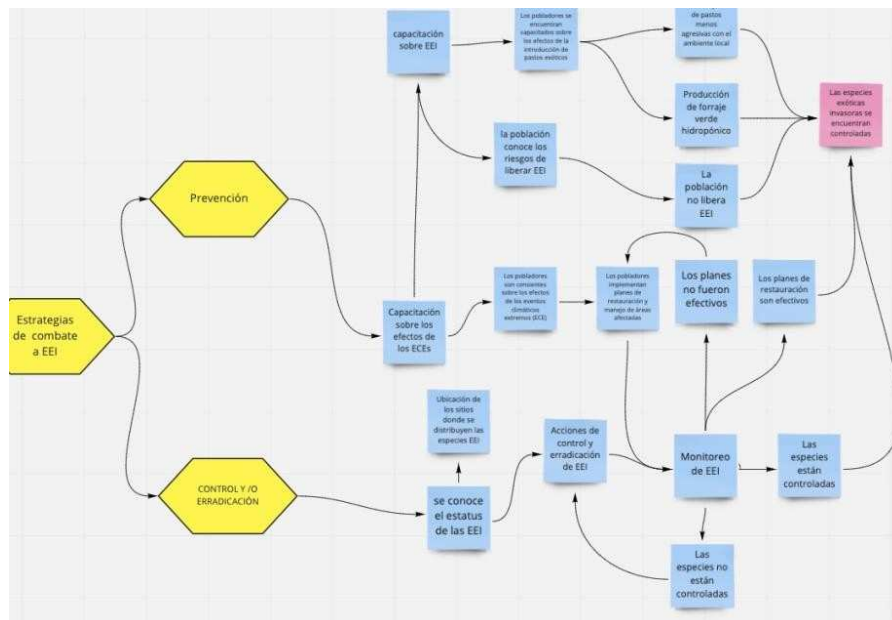 capacitación
sobre EEI
Los pobladores se
encuentran
capacitados sobre
los efectos de la
introducción de
pastos exóticos
de pastos
menos
agresivas con el
ambiente local
Producción
de forraje
verde
hidropónico
Las especies
exóticas
invasoras se
encuentran
controladas
la población
conoce los
riesgos de
liberar EEI
La
población
no libera
EEI
Prevención
Estrategias
de combate
a EEI
Capacitación
sobre los
efectos de
los ECEs
Los pobladores
son consientes
sobre los efectos
de los eventos
climáticos
extremos (ECE)
Los pobladores
implementan
planes de
restauración y
manejo de áreas
afectadas
Los planes
no fueron
efectivos
Los planes de
restauración
son efectivos
Ubicación de
los sitios
donde se
distribuyen las
especies EEI
Acciones de
control y
erradicación
de EEI
Monitoreo
de EEI
Las
especies
están
controladas
CONTROL Y /O
ERRADICACIÓN
se conoce
el estatus
de las EEI
Las
especies no
están
controladas